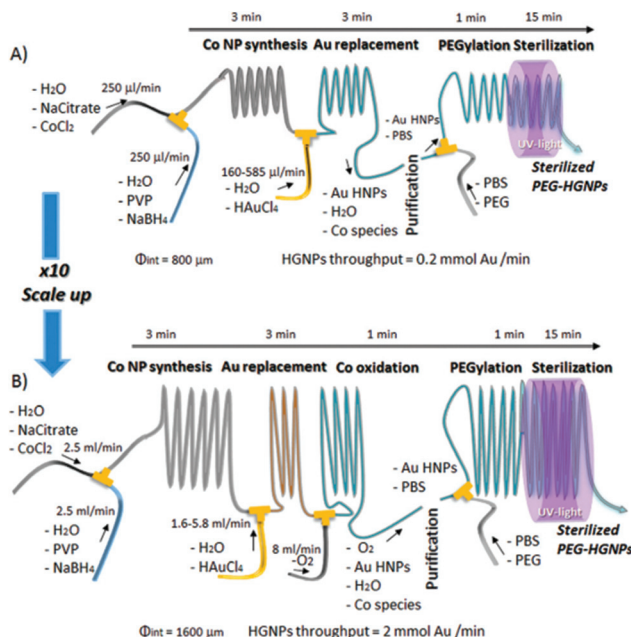 3 min 3 min 1 min 15 min
Co NP synthesis Au replacement PEGylation Sterilization
A)
- H2O
- NaCitrate
- CoCl2
250 µl/min
250 µl/min
- H2O
- PVP
- NaBH4
160-585 µl/min
- H2O
- HAuCl4
- Au HNPs
- H2O
- Co species
Purification
- Au HNPs
- PBS
- PBS
- PEG
UV-light
Sterilized
PEG-HGNPs
Φint = 800 µm HGNPs throughput = 0.2 mmol Au /min
x10
Scale up
3 min 3 min 1 min 1 min 15 min
Co NP synthesis Au replacement Co oxidation PEGylation Sterilization
B)
- H2O
- NaCitrate
- CoCl2
2.5 ml/min
2.5 ml/min
- H2O
- PVP
- NaBH4
1.6-5.8 ml/min
- H2O
- HAuCl4
8 ml/min
-O2
- O2
- Au HNPs
- H2O
- Co species
Purification
- Au HNPs
- PBS
- PBS
- PEG
UV-light
Sterilized
PEG-HGNPs
Φint = 1600 µm HGNPs throughput = 2 mmol Au /min